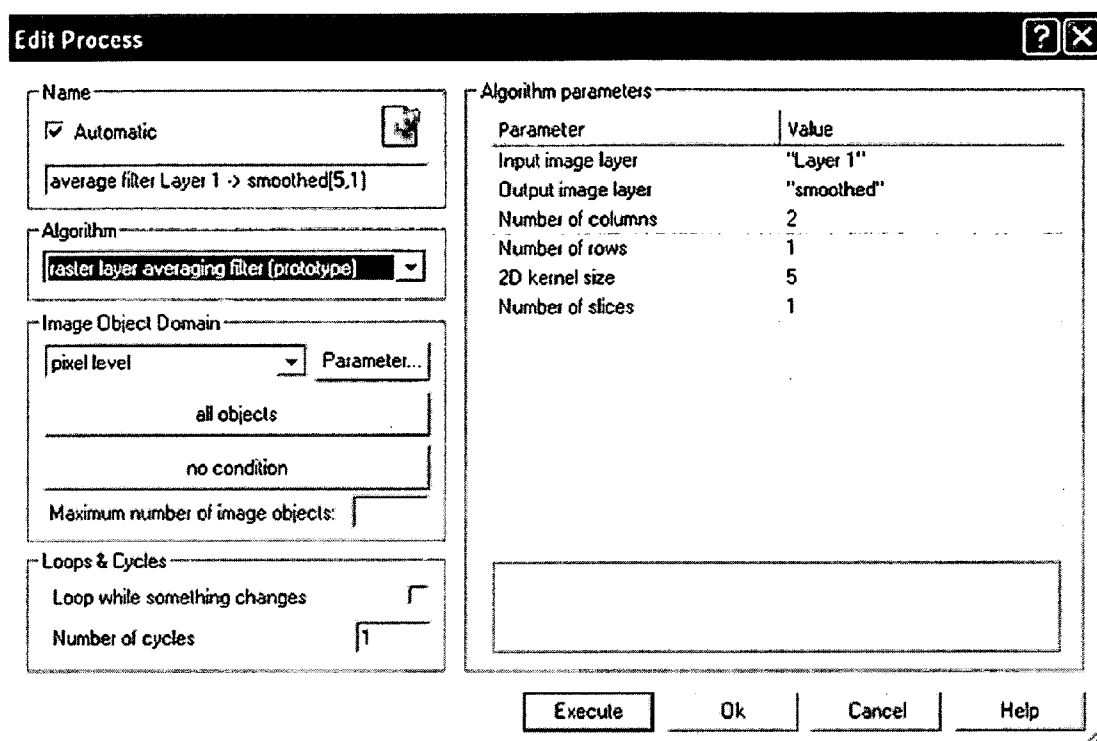 Edit Process
Name
Automatic
average filter Layer 1 -> smoothed[5,1]
Algorithm
raster layer averaging filter (prototype)
Image Object Domain
pixel level
Parameter...
all objects
no condition
Maximum number of image objects:
Loops & Cycles
Loop while something changes
Number of cycles
1
Algorithm parameters
Parameter Value
Input image layer "Layer 1"
Output image layer "smoothed"
Number of columns 2
Number of rows 1
2D kernel size 5
Number of slices 1
Execute
Ok
Cancel
Help